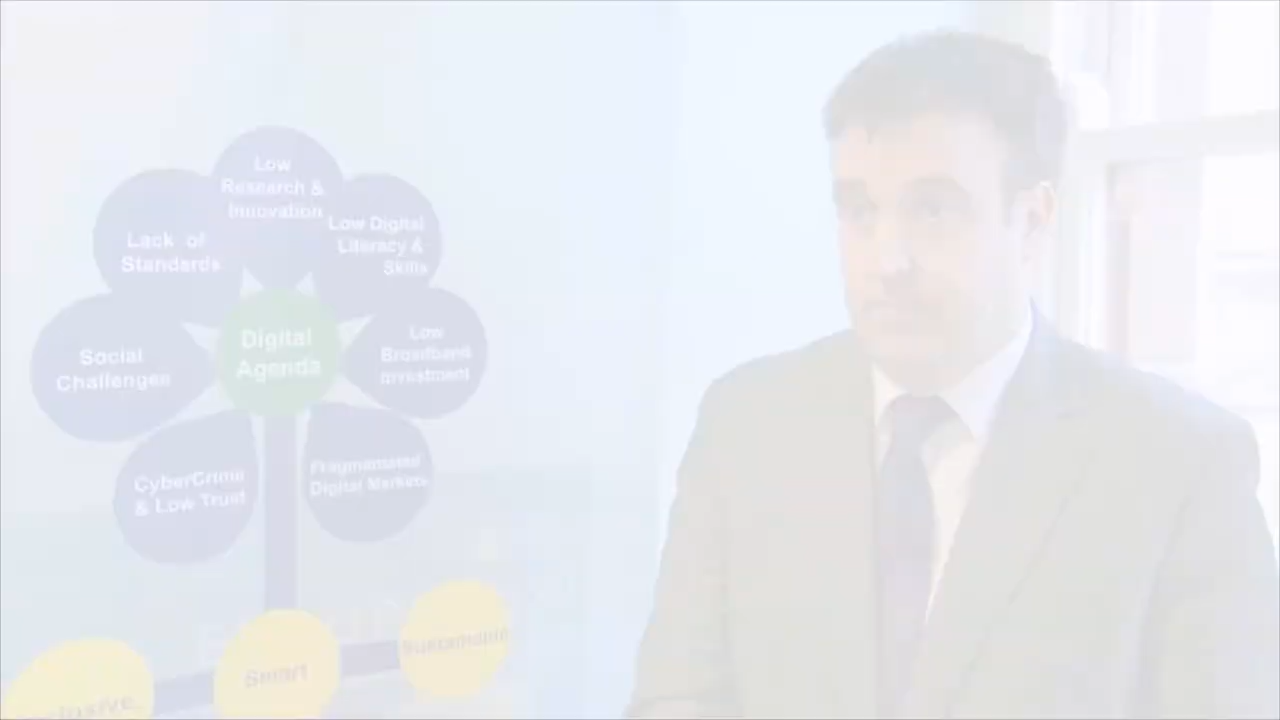 Low
Research &
Innovation
Low Digital
Literacy &
Skills
Lack of
Standards
Low
Broadband
Investment
Digital
Agenda
Social
Challenges
Fragmented
Digital Markets
CyberCrime
& Low Trust
Sustainable
Smart